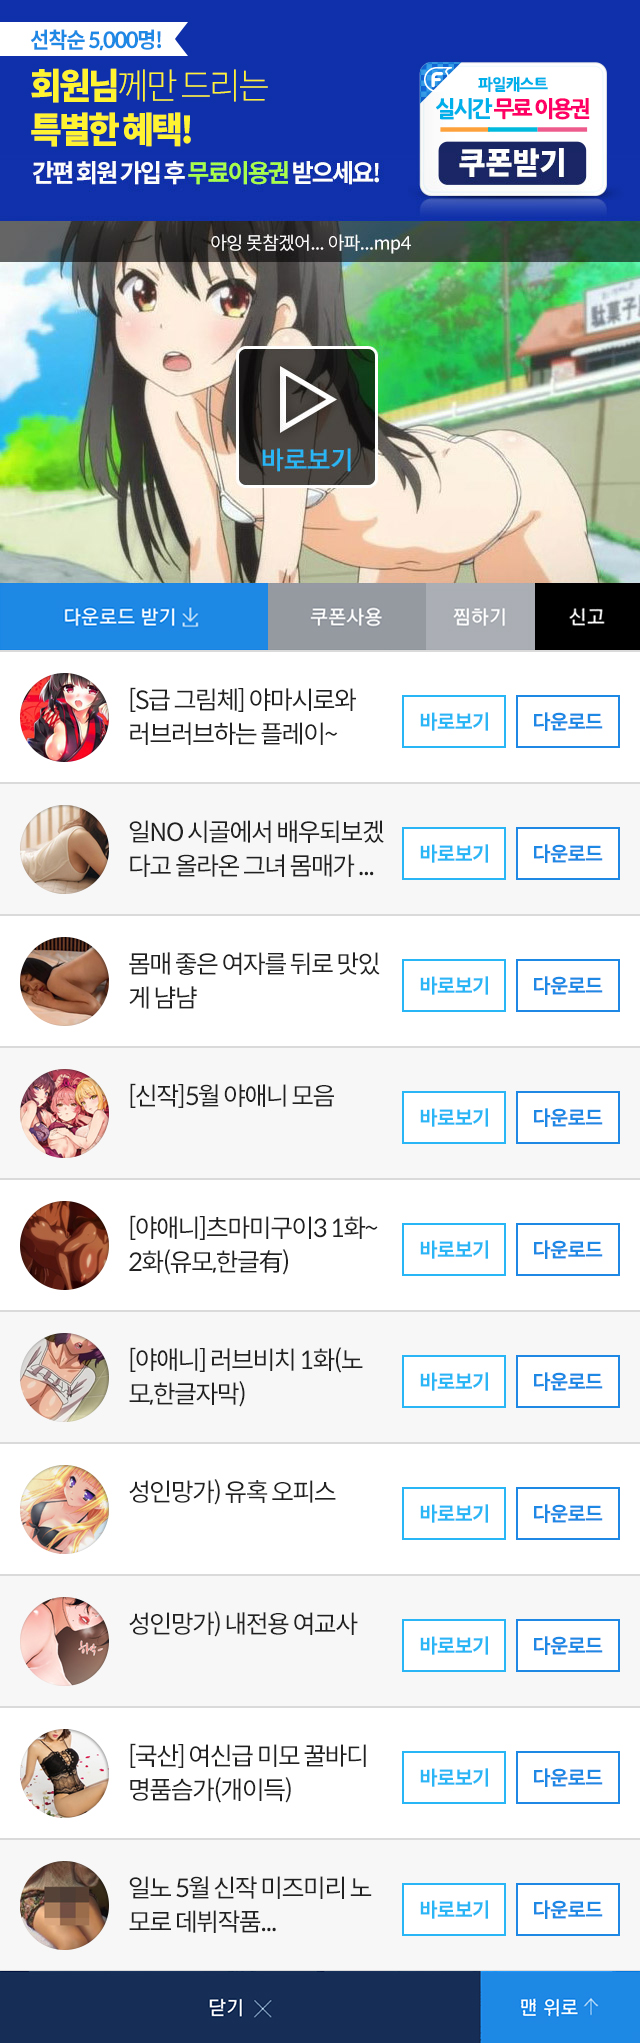 선착순 5,000명!
회원님께만 드리는
특별한 혜택!
간편 회원 가입 후 무료이용권 받으세요!
파일캐스트
실시간 무료 이용권
쿠폰받기
아잉 못참겠어... 아파...mp4
駄菓子屋
바로보기
다운로드 받기
쿠폰사용
찜하기
신고
[S급 그림체] 야마시로와
러브러브하는 플레이~
바로보기
다운로드
일NO 시골에서 배우되보겠
다고 올라온 그녀 몸매가 ...
바로보기
다운로드
몸매 좋은 여자를 뒤로 맛있
게 냠냠
바로보기
다운로드
[신작]5월 야애니 모음
바로보기
다운로드
[야애니]츠마미구이3 1화~
2화(유모,한글有)
바로보기
다운로드
[야애니] 러브비치 1화(노
모,한글자막)
바로보기
다운로드
성인망가) 유혹 오피스
바로보기
다운로드
성인망가) 내전용 여교사
바로보기
다운로드
[국산] 여신급 미모 꿀바디
명품슴가(개이득)
바로보기
다운로드
일노 5월 신작 미즈미리 노
모로 데뷔작품...
바로보기
다운로드
닫기
맨 위로